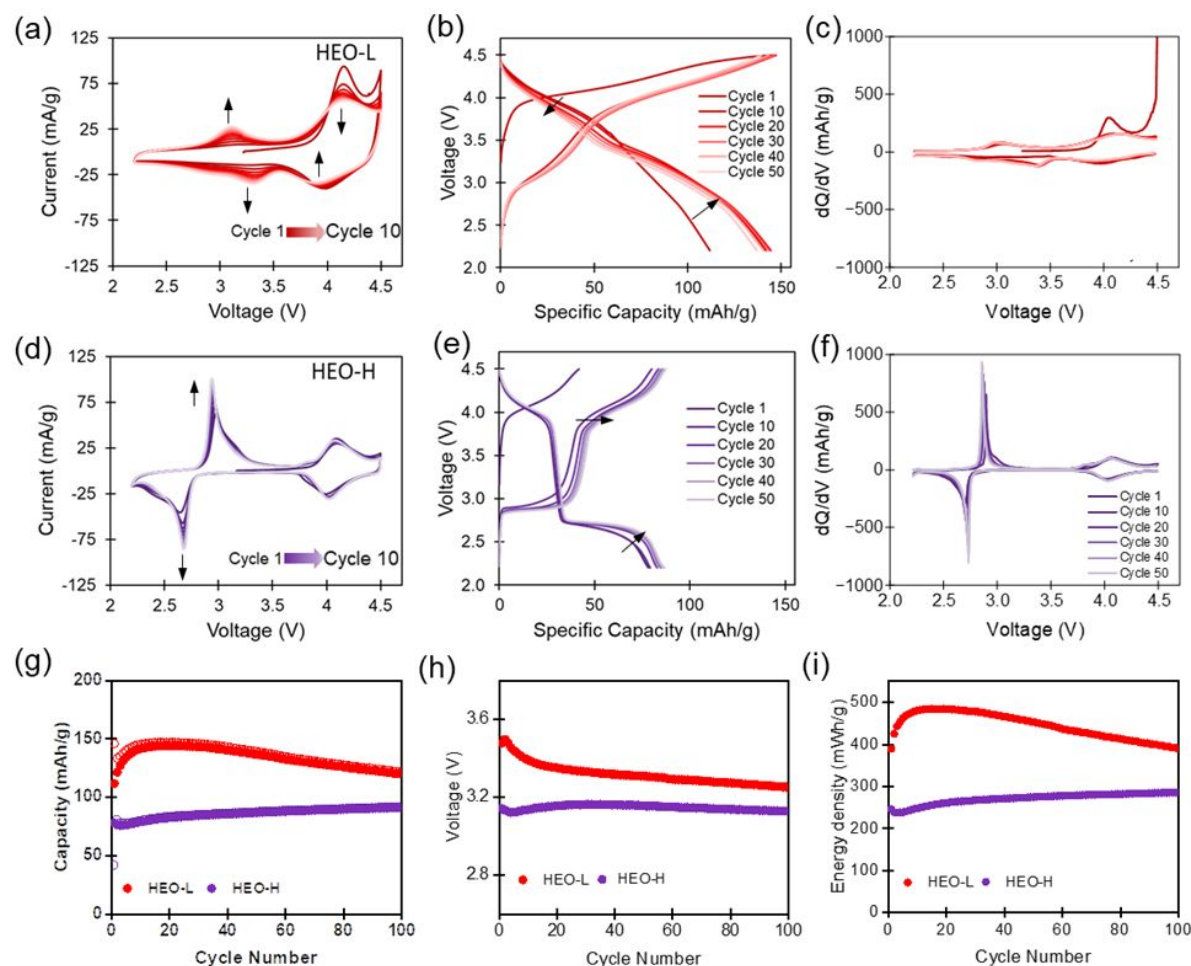 (a)
HEO-L
Current (mA/g)
125
75
25
-25
-75
-125
Cycle 1 Cycle 10
2 2.5 3 3.5 4 4.5
Voltage (V)
(b)
Voltage (V)
4.5
4.0
3.5
3.0
2.5
2.0
Cycle 1
Cycle 10
Cycle 20
Cycle 30
Cycle 40
Cycle 50
0 50 100 150
Specific Capacity (mAh/g)
(c)
dQ/dV (mAh/g)
1000
500
0
−500
−1000
2.0 2.5 3.0 3.5 4.0 4.5
Voltage (V)
(d)
HEO-H
Current (mA/g)
125
75
25
-25
-75
-125
Cycle 1 Cycle 10
2 2.5 3 3.5 4 4.5
Voltage (V)
(e)
Voltage (V)
4.5
4.0
3.5
3.0
2.5
2.0
Cycle 1
Cycle 10
Cycle 20
Cycle 30
Cycle 40
Cycle 50
0 50 100 150
Specific Capacity (mAh/g)
(f)
dQ/dV (mAh/g)
1000
500
0
−500
−1000
Cycle 1
Cycle 10
Cycle 20
Cycle 30
Cycle 40
Cycle 50
2.0 2.5 3.0 3.5 4.0 4.5
Voltage (V)
(g)
Capacity (mAh/g)
200
150
100
50
0
HEO-L HEO-H
0 20 40 60 80 100
Cycle Number
(h)
Voltage (V)
3.6
3.2
2.8
HEO-L HEO-H
0 20 40 60 80 100
Cycle Number
(i)
Energy density (mWh/g)
500
400
300
200
100
0
HEO-L HEO-H
0 20 40 60 80 100
Cycle Number